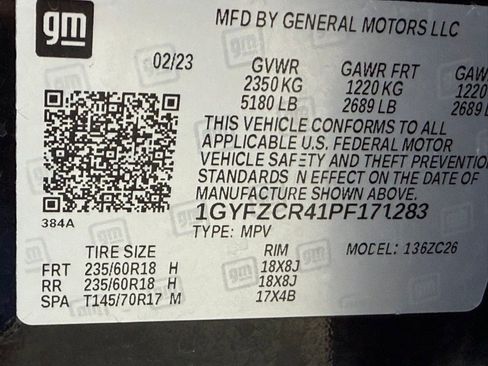 gm
MFD BY GENERAL MOTORS LLC
02/23 GVWR GAWR FRT GAW
2350 KG 1220 KG 1220
5180 LB 2689 LB 2689 L
THIS VEHICLE CONFORMS TO ALL
APPLICABLE U.S. FEDERAL MOTOR
VEHICLE SAFETY AND THEFT PREVENTION
STANDARDS IN EFFECT ON THE DATE OF
MANUFACTURE SHOWN ABOVE.
384A 1GYFZCR41PF171283
TYPE: MPV MODEL: 136ZC26
TIRE SIZE RIM
FRT 235/60R18 H 18X8J
RR 235/60R18 H 18X8J
SPA T145/70R17 M 17X4B